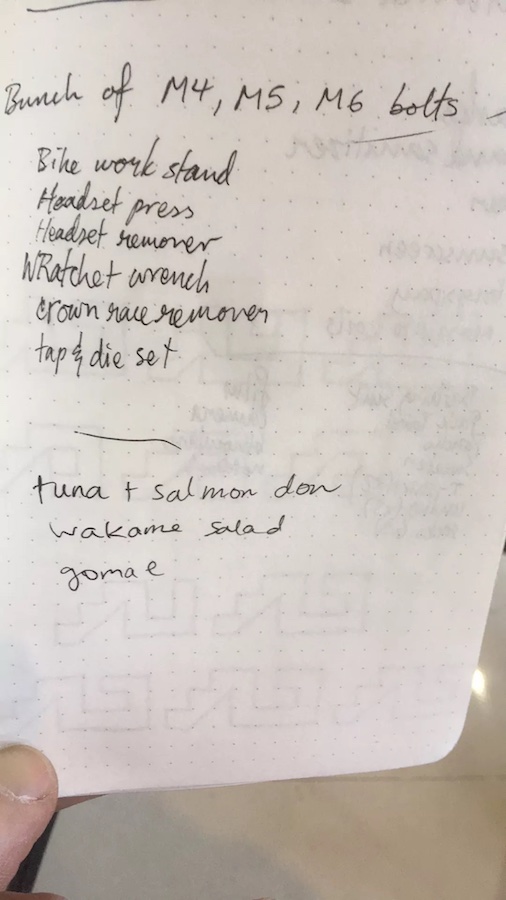 Bunch of M4, M5, M6 bolts
Bike work stand
Headset press
Headset remover
WRatchet wrench
crown race remover
tap & die set
tuna + salmon don
wakame salad
gomae